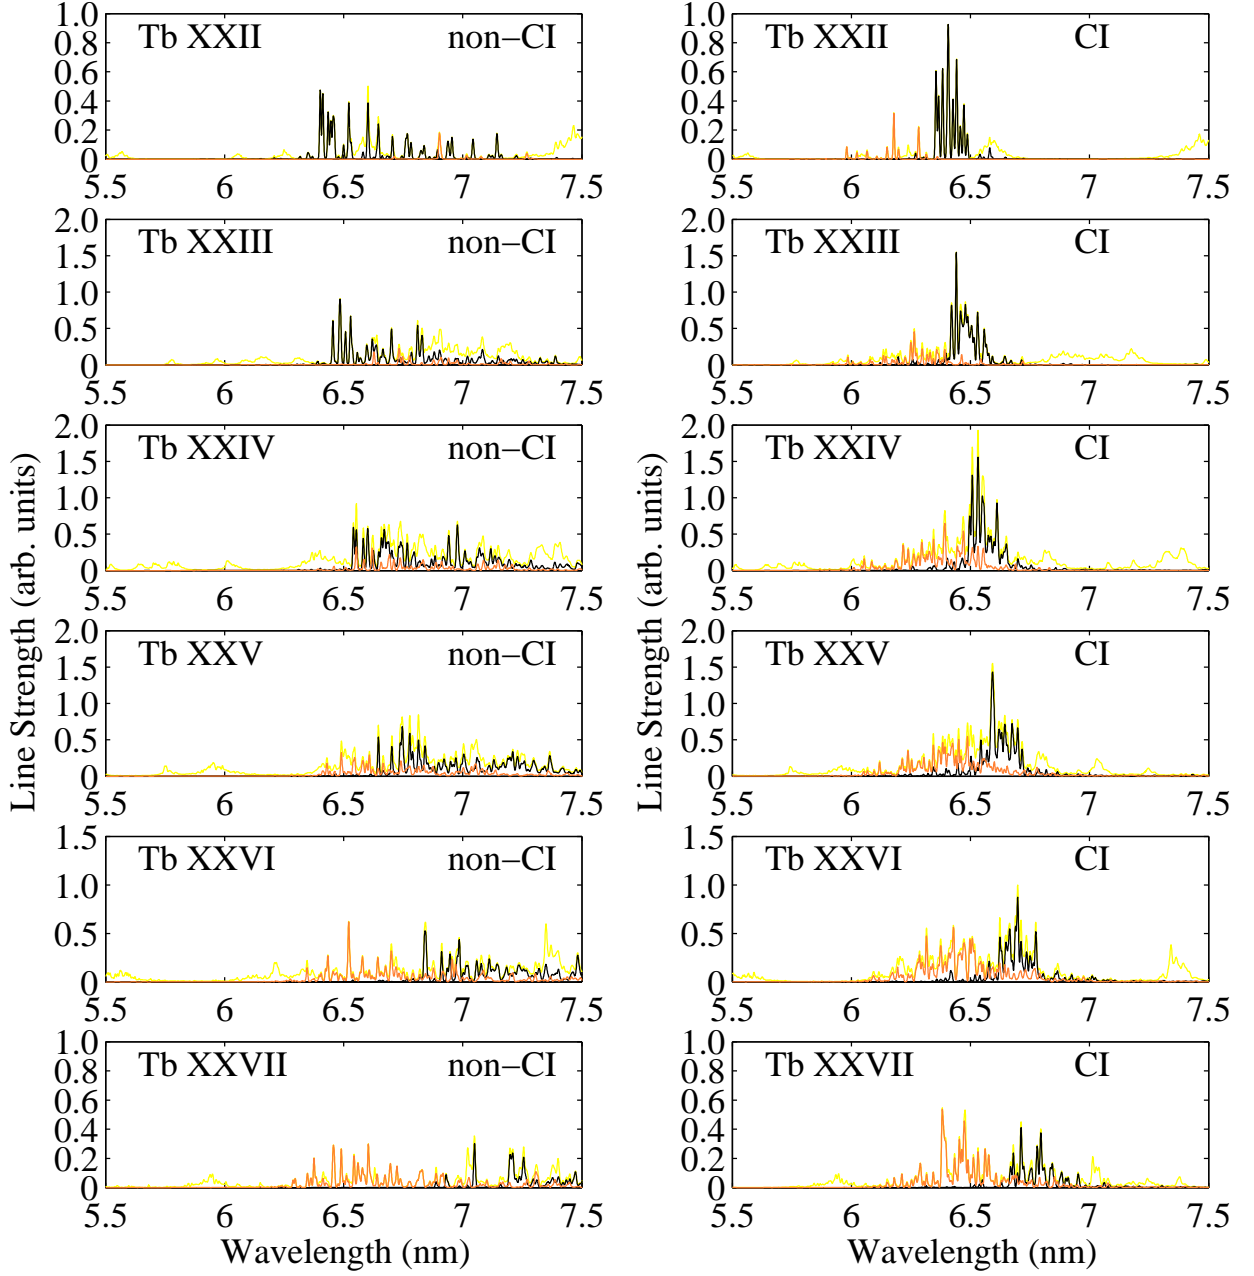 Tb XXII non−CI
1.0
0.8
0.6
0.4
0.2
0
5.5 6 6.5 7 7.5
Tb XXII CI
1.0
0.8
0.6
0.4
0.2
0
5.5 6 6.5 7 7.5
Tb XXIII non−CI
2.0
1.5
1.0
0.5
0
5.5 6 6.5 7 7.5
Tb XXIII CI
2.0
1.5
1.0
0.5
0
5.5 6 6.5 7 7.5
Tb XXIV non−CI
2.0
1.5
1.0
0.5
0
5.5 6 6.5 7 7.5
Tb XXIV CI
2.0
1.5
1.0
0.5
0
5.5 6 6.5 7 7.5
Line Strength (arb. units)
Line Strength (arb. units)
Tb XXV non−CI
2.0
1.5
1.0
0.5
0
5.5 6 6.5 7 7.5
Tb XXV CI
2.0
1.5
1.0
0.5
0
5.5 6 6.5 7 7.5
Tb XXVI non−CI
1.5
1.0
0.5
0
5.5 6 6.5 7 7.5
Tb XXVI CI
1.5
1.0
0.5
0
5.5 6 6.5 7 7.5
Tb XXVII non−CI
1.0
0.8
0.6
0.4
0.2
0
5.5 6 6.5 7 7.5
Wavelength (nm)
Tb XXVII CI
1.0
0.8
0.6
0.4
0.2
0
5.5 6 6.5 7 7.5
Wavelength (nm)